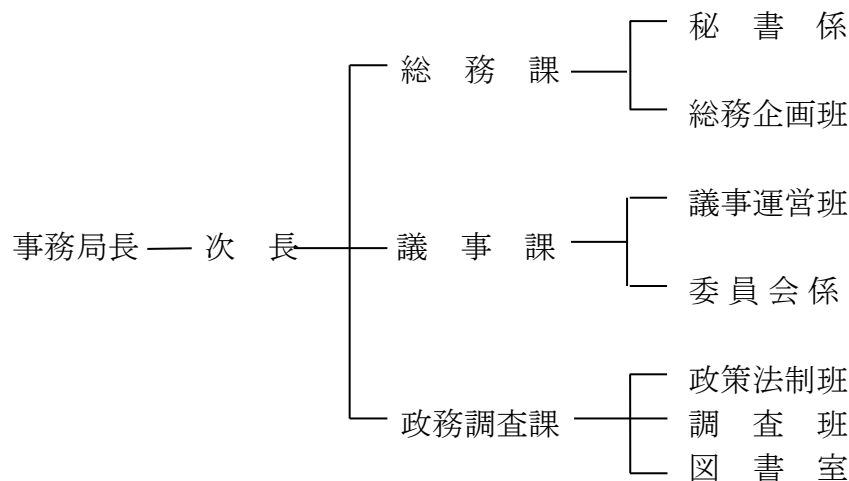 秘書係
総務課
総務企画班
議事運営班
事務局長 次長 議事課
委員会係
政策法制班
政務調査課 調査班
図書室